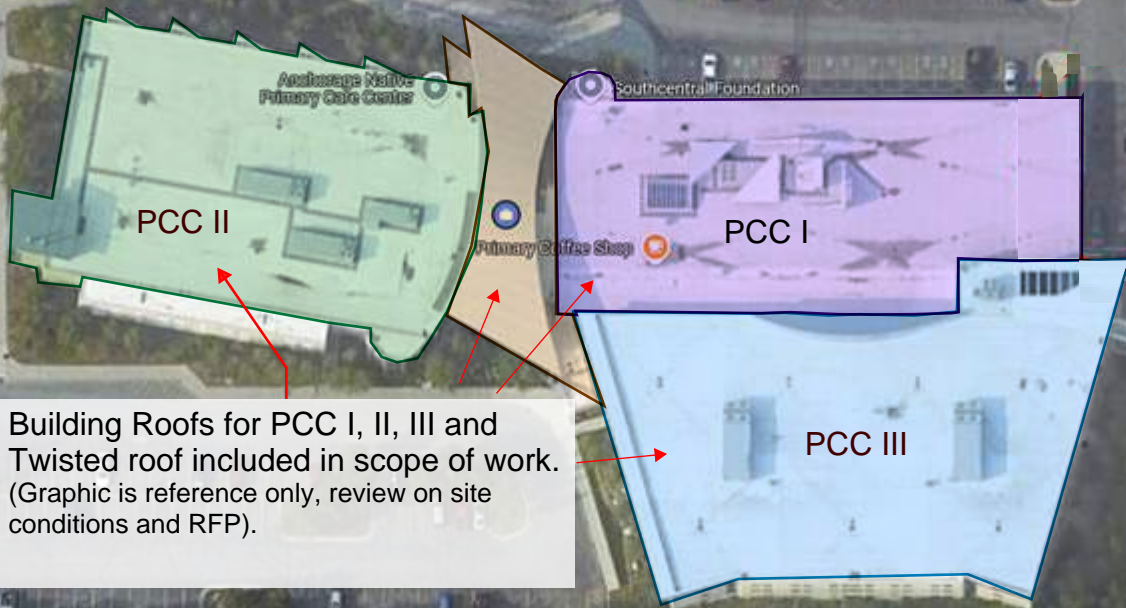 Anchorage Native
Primary Care Center
Southcentral Foundation
PCC II
PCC I
Primary Coffee Shop
PCC III
Building Roofs for PCC I, II, III and
Twisted roof included in scope of work.
(Graphic is reference only, review on site
conditions and RFP).